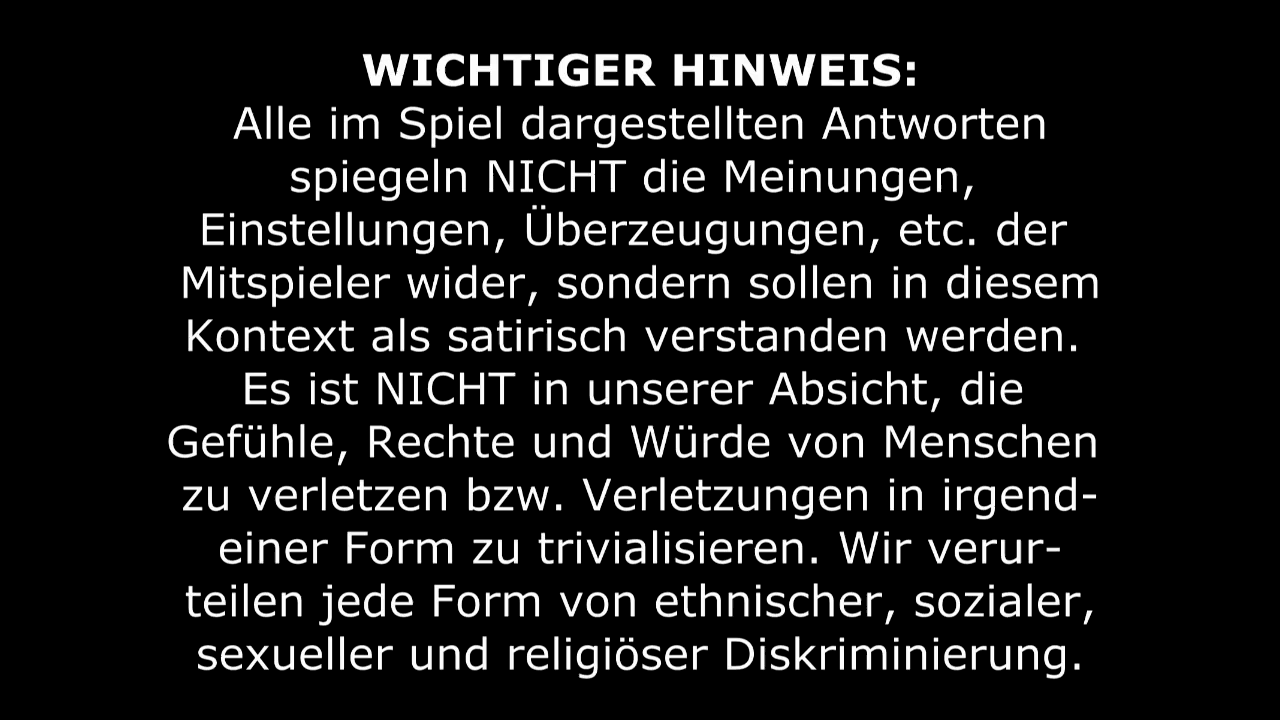 WICHTIGER HINWEIS:
Alle im Spiel dargestellten Antworten
spiegeln NICHT die Meinungen,
Einstellungen, Überzeugungen, etc. der
Mitspieler wider, sondern sollen in diesem
Kontext als satirisch verstanden werden.
Es ist NICHT in unserer Absicht, die
Gefühle, Rechte und Würde von Menschen
zu verletzen bzw. Verletzungen in irgend-
einer Form zu trivialisieren. Wir verur-
teilen jede Form von ethnischer, sozialer,
sexueller und religiöser Diskriminierung.